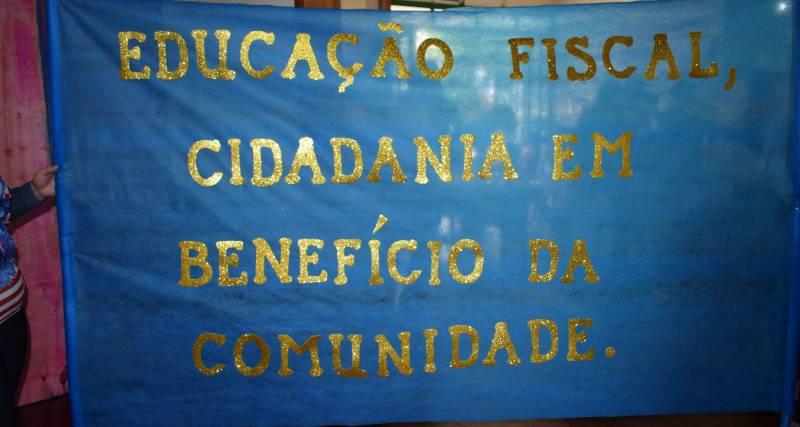 EDUCAÇÃO FISCAL,
CIDADANIA EM
BENEFÍCIO DA
COMUNIDADE.